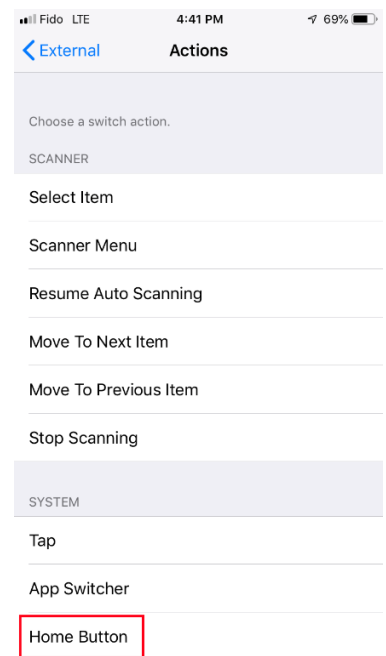 Fido LTE 4:41 PM 69%
External Actions
Choose a switch action.
SCANNER
Select Item
Scanner Menu
Resume Auto Scanning
Move To Next Item
Move To Previous Item
Stop Scanning
SYSTEM
Tap
App Switcher
Home Button